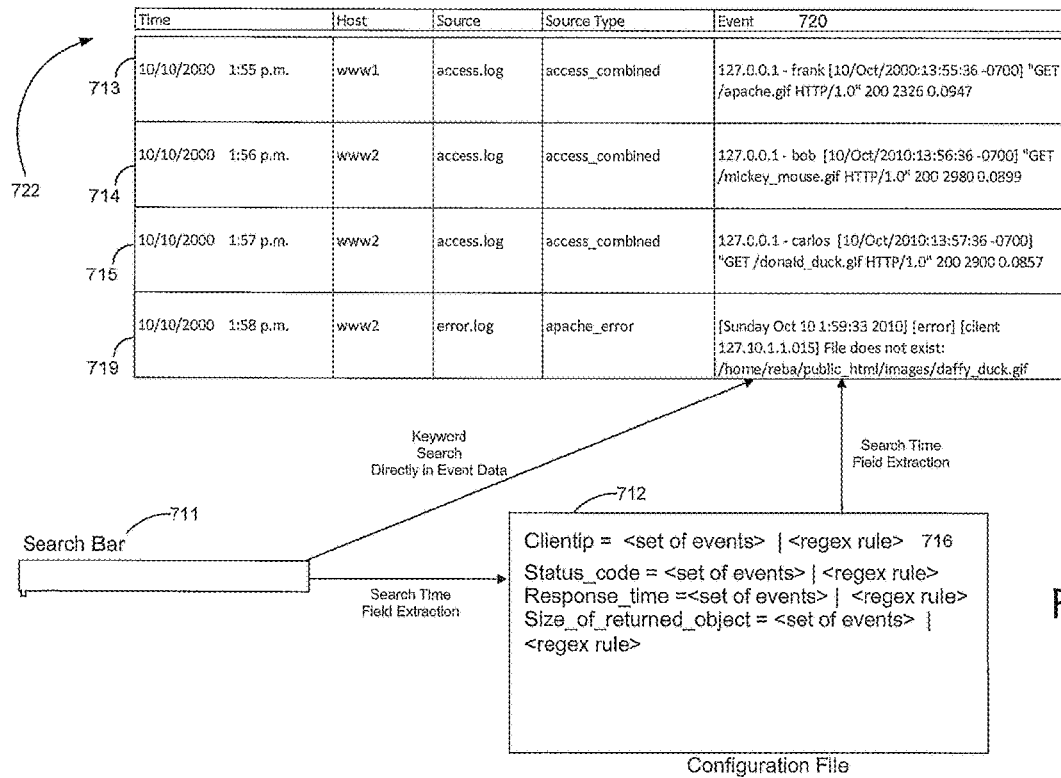 Time Host Source Source Type Event 720
713 10/10/2000 1:55 p.m. www1 access.log access_combined 127.0.0.1 - frank [10/Oct/2000:13:55:36 -0700] "GET
/apache.gif HTTP/1.0" 200 2326 0.0947
714 10/10/2000 1:56 p.m. www2 access.log access_combined 127.0.0.1 - bob [10/Oct/2010:13:56:36 -0700] "GET
/mickey_mouse.gif HTTP/1.0" 200 2980 0.0899
722
715 10/10/2000 1:57 p.m. www2 access.log access_combined 127.0.0.1 - carlos [10/Oct/2010:13:57:36 -0700]
"GET /donald_duck.gif HTTP/1.0" 200 2900 0.0857
719 10/10/2000 1:58 p.m. www2 error.log apache_error [Sunday Oct 10 1:59:33 2010] [error] [client
127.10.1.1.015] File does not exist:
/home/reba/public_html/images/daffy_duck.gif
Keyword
Search
Directly in Event Data
Search Time
Field Extraction
711
Search Bar
Search Time
Field Extraction
712
Clientip = <set of events> | <regex rule> 716
Status_code = <set of events> | <regex rule>
Response_time =<set of events> | <regex rule>
Size_of_returned_object = <set of events> |
<regex rule>
Configuration File